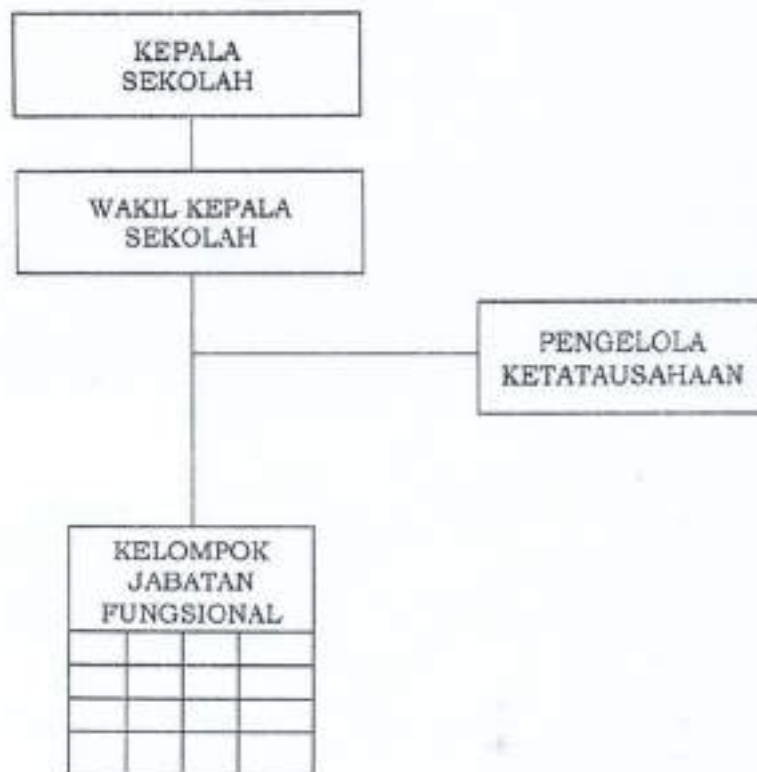 KEPALA
SEKOLAH
WAKIL KEPALA
SEKOLAH
PENGELOLA
KETATAUSAHAAN
KELOMPOK
JABATAN
FUNGSIONAL